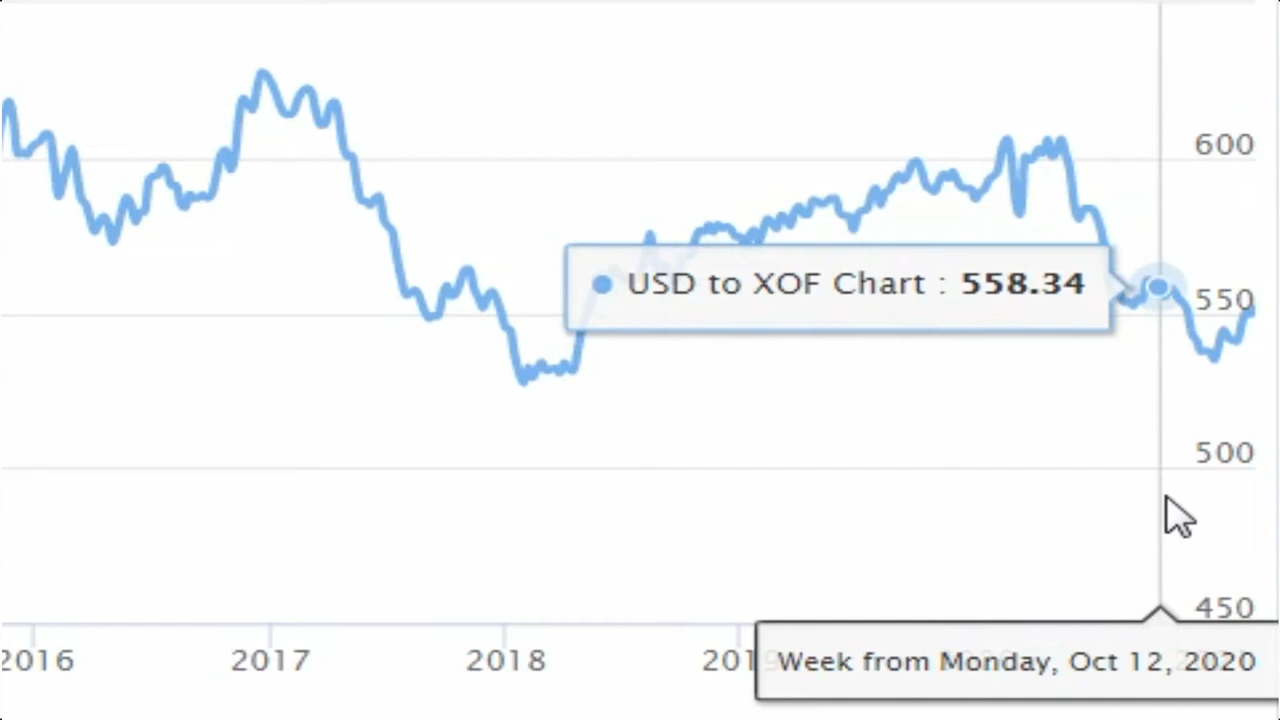 600
USD to XOF Chart : 558.34
550
500
450
2016 2017 2018 2019
Week from Monday, Oct 12, 2020